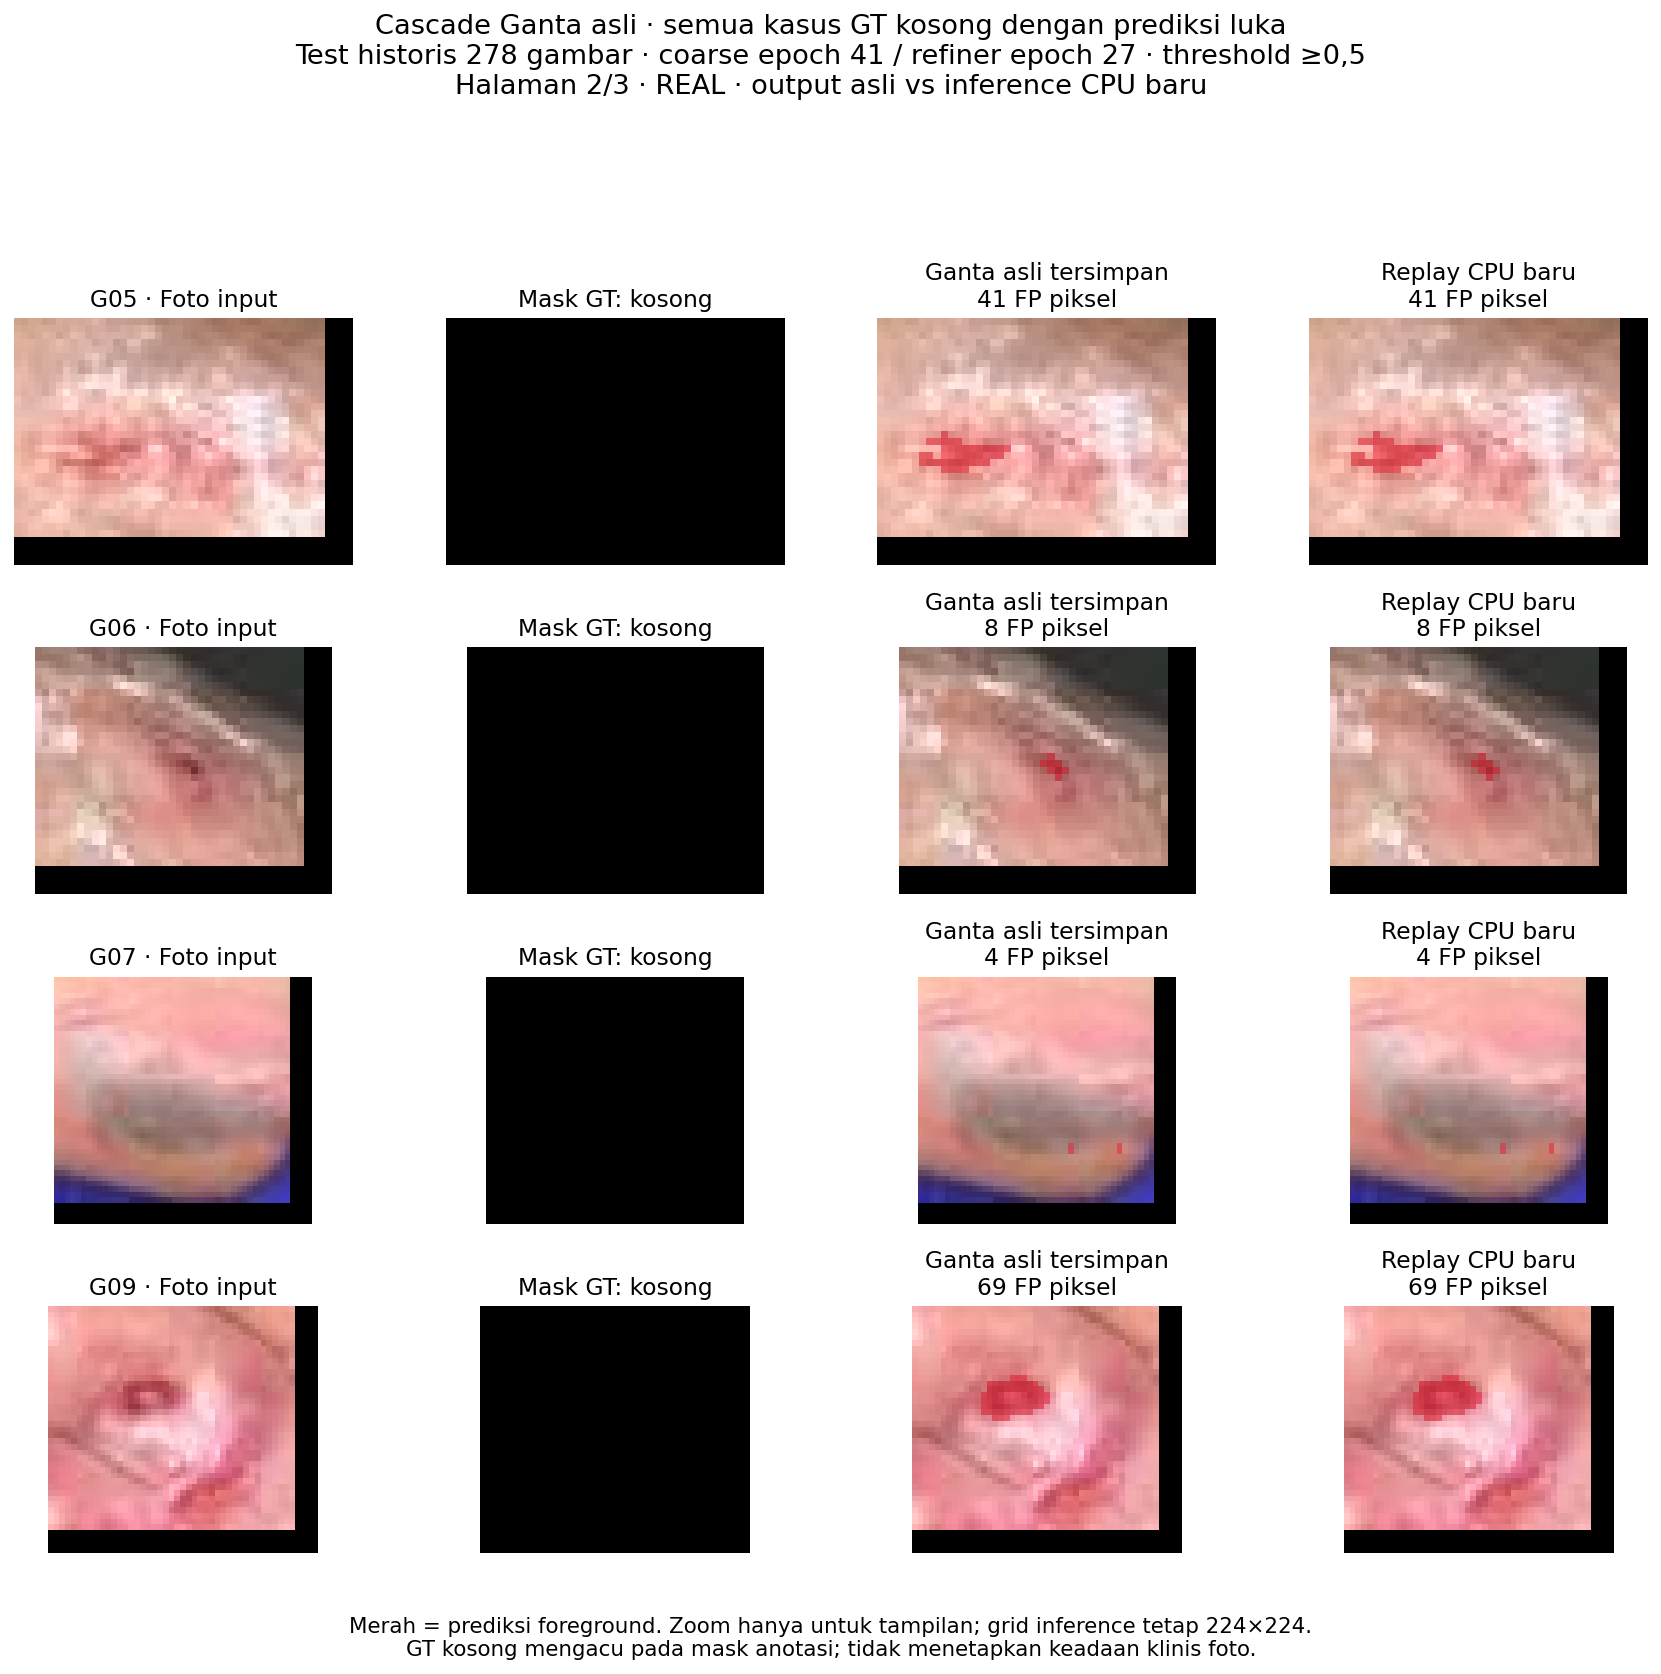 Cascade Ganta asli · semua kasus GT kosong dengan prediksi luka
Test historis 278 gambar · coarse epoch 41 / refiner epoch 27 · threshold ≥0,5
Halaman 2/3 · REAL · output asli vs inference CPU baru
G05 · Foto input
Mask GT: kosong
Ganta asli tersimpan
41 FP piksel
Replay CPU baru
41 FP piksel
G06 · Foto input
Mask GT: kosong
Ganta asli tersimpan
8 FP piksel
Replay CPU baru
8 FP piksel
G07 · Foto input
Mask GT: kosong
Ganta asli tersimpan
4 FP piksel
Replay CPU baru
4 FP piksel
G09 · Foto input
Mask GT: kosong
Ganta asli tersimpan
69 FP piksel
Replay CPU baru
69 FP piksel
Merah = prediksi foreground. Zoom hanya untuk tampilan; grid inference tetap 224×224.
GT kosong mengacu pada mask anotasi; tidak menetapkan keadaan klinis foto.